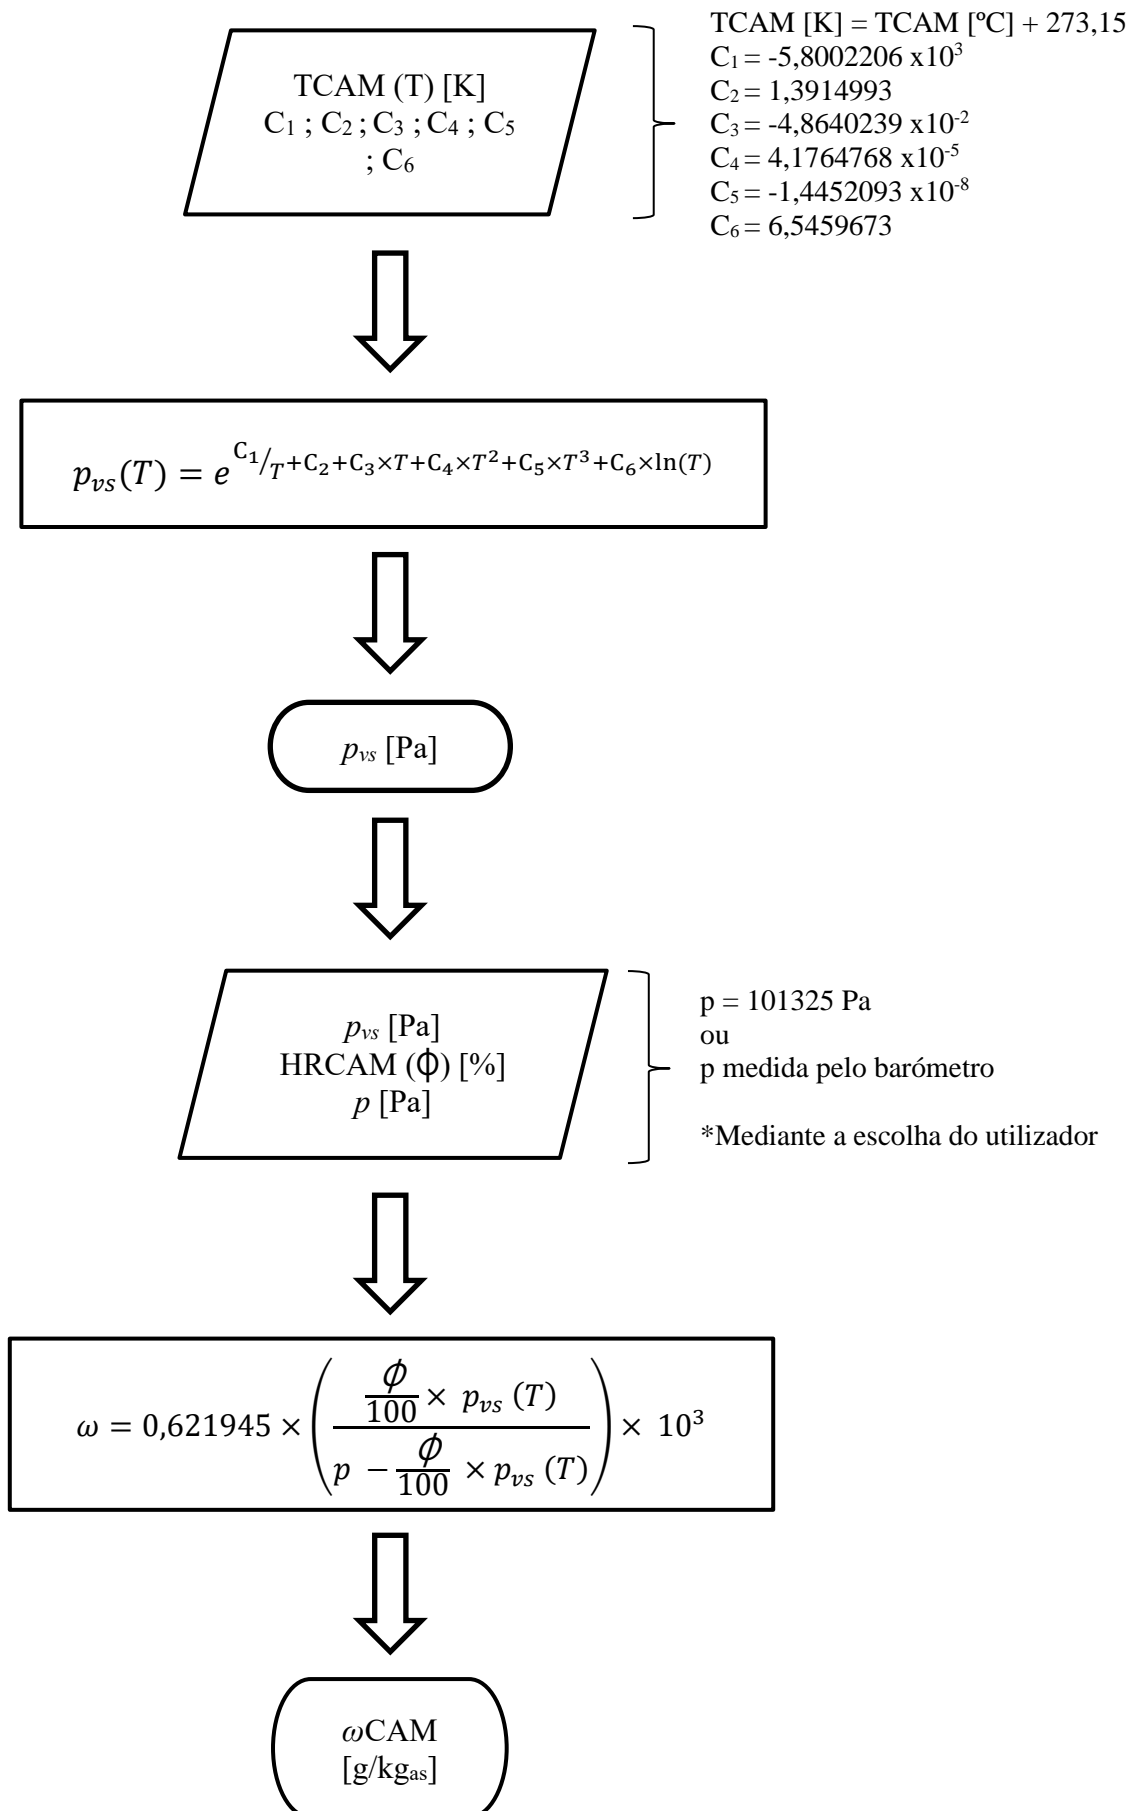 TCAM [K] = TCAM [ºC] + 273,15
C₁ = -5,8002206 x10³
C₂ = 1,3914993
C₃ = -4,8640239 x10⁻²
C₄ = 4,1764768 x10⁻⁵
C₅ = -1,4452093 x10⁻⁸
C₆ = 6,5459673
TCAM (T) [K]
C₁ ; C₂ ; C₃ ; C₄ ; C₅
; C₆
p_vs(T) = e^(C₁/T+C₂+C₃×T+C₄×T²+C₅×T³+C₆×ln(T))
p_vs [Pa]
p_vs [Pa]
HRCAM (ϕ) [%]
p [Pa]
p = 101325 Pa
ou
p medida pelo barómetro
*Mediante a escolha do utilizador
ω = 0,621945 × ((ϕ/100 × p_vs (T))/(p − ϕ/100 × p_vs (T))) × 10³
ωCAM
[g/kg_as]